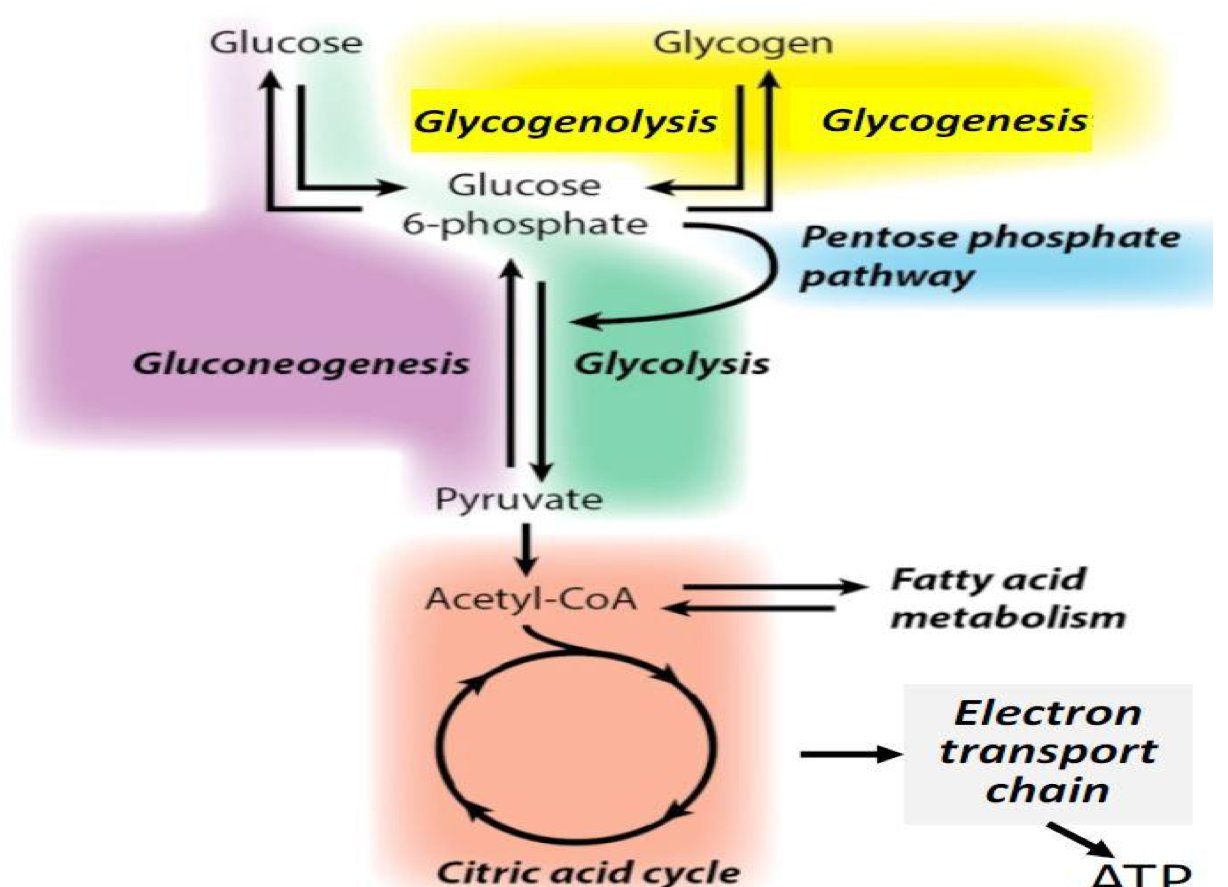 Glucose
Glycogen
Glycogenolysis
Glycogenesis:
Glucose
6-phosphate
Pentose phosphate
pathway
Gluconeogenesis
Glycolysis
Pyruvate
Acetyl-CoA
Fatty acid
metabolism
Electron
transport
chain
Citric acid cycle
ATP